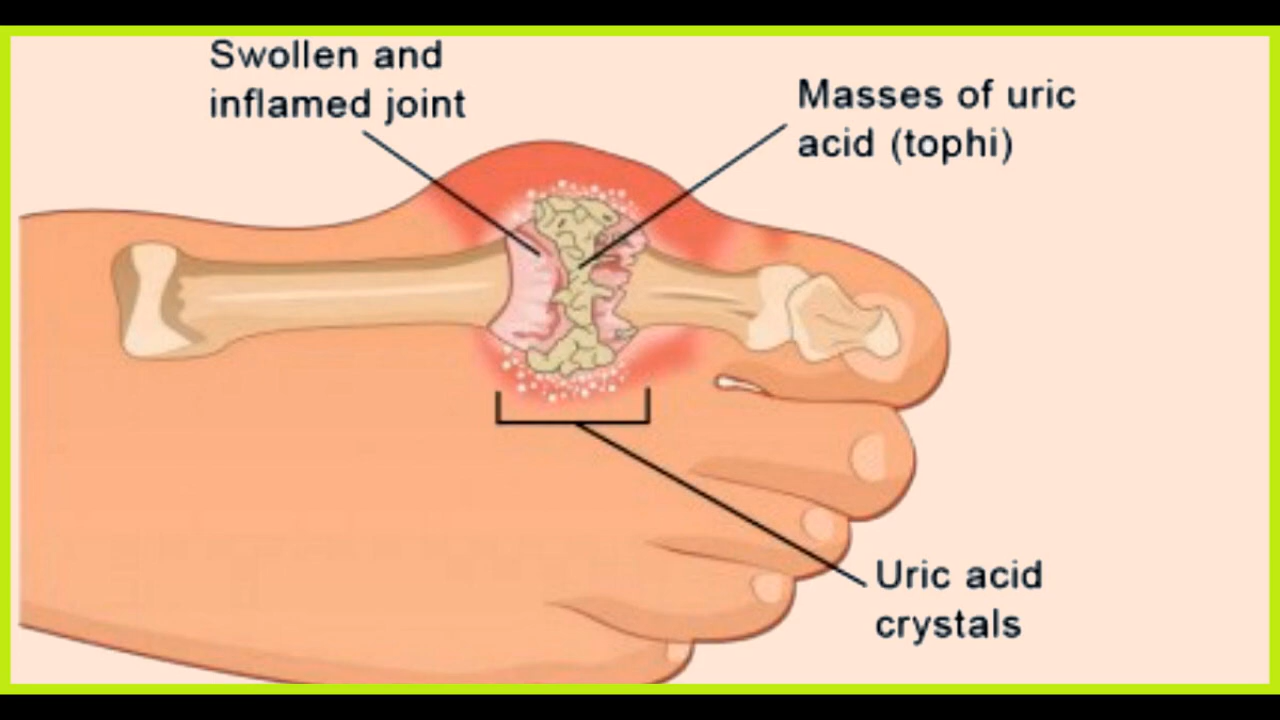 Swollen and
inflamed joint
Masses of uric
acid (tophi)
Uric acid
crystals